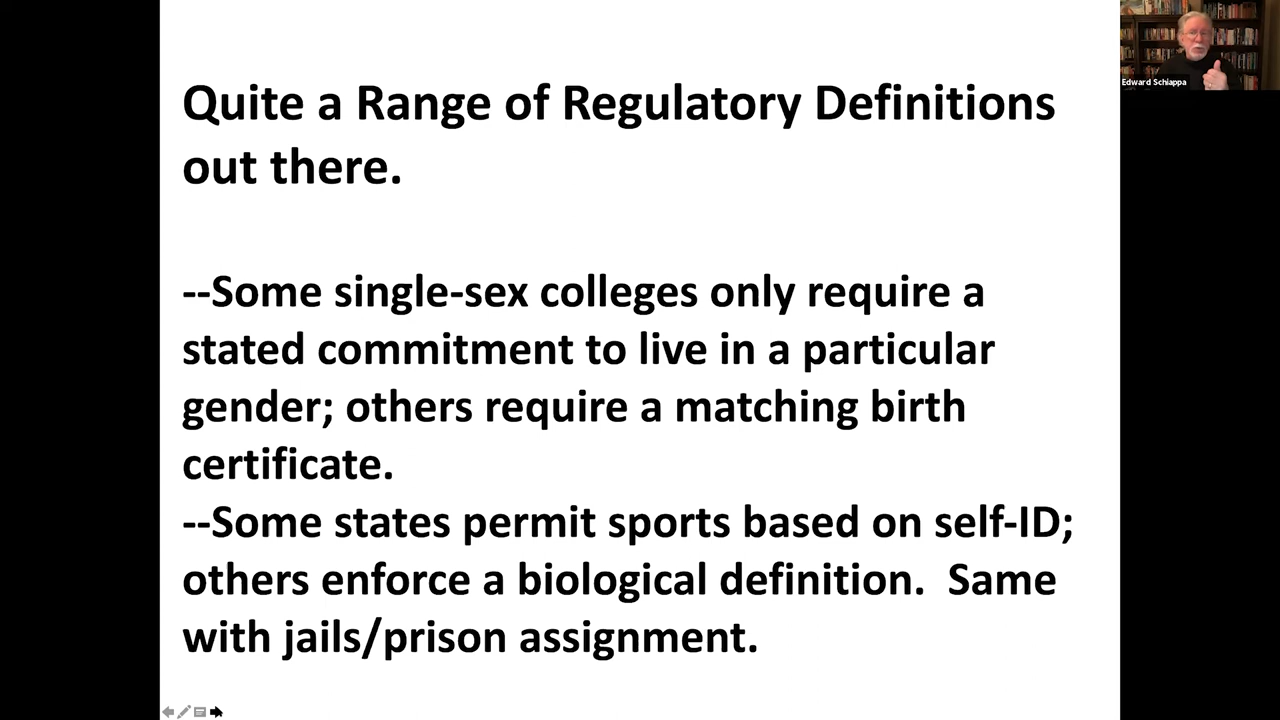 Quite a Range of Regulatory Definitions
out there.
--Some single-sex colleges only require a
stated commitment to live in a particular
gender; others require a matching birth
certificate.
--Some states permit sports based on self-ID;
others enforce a biological definition.  Same
with jails/prison assignment.
Edward Schiappa